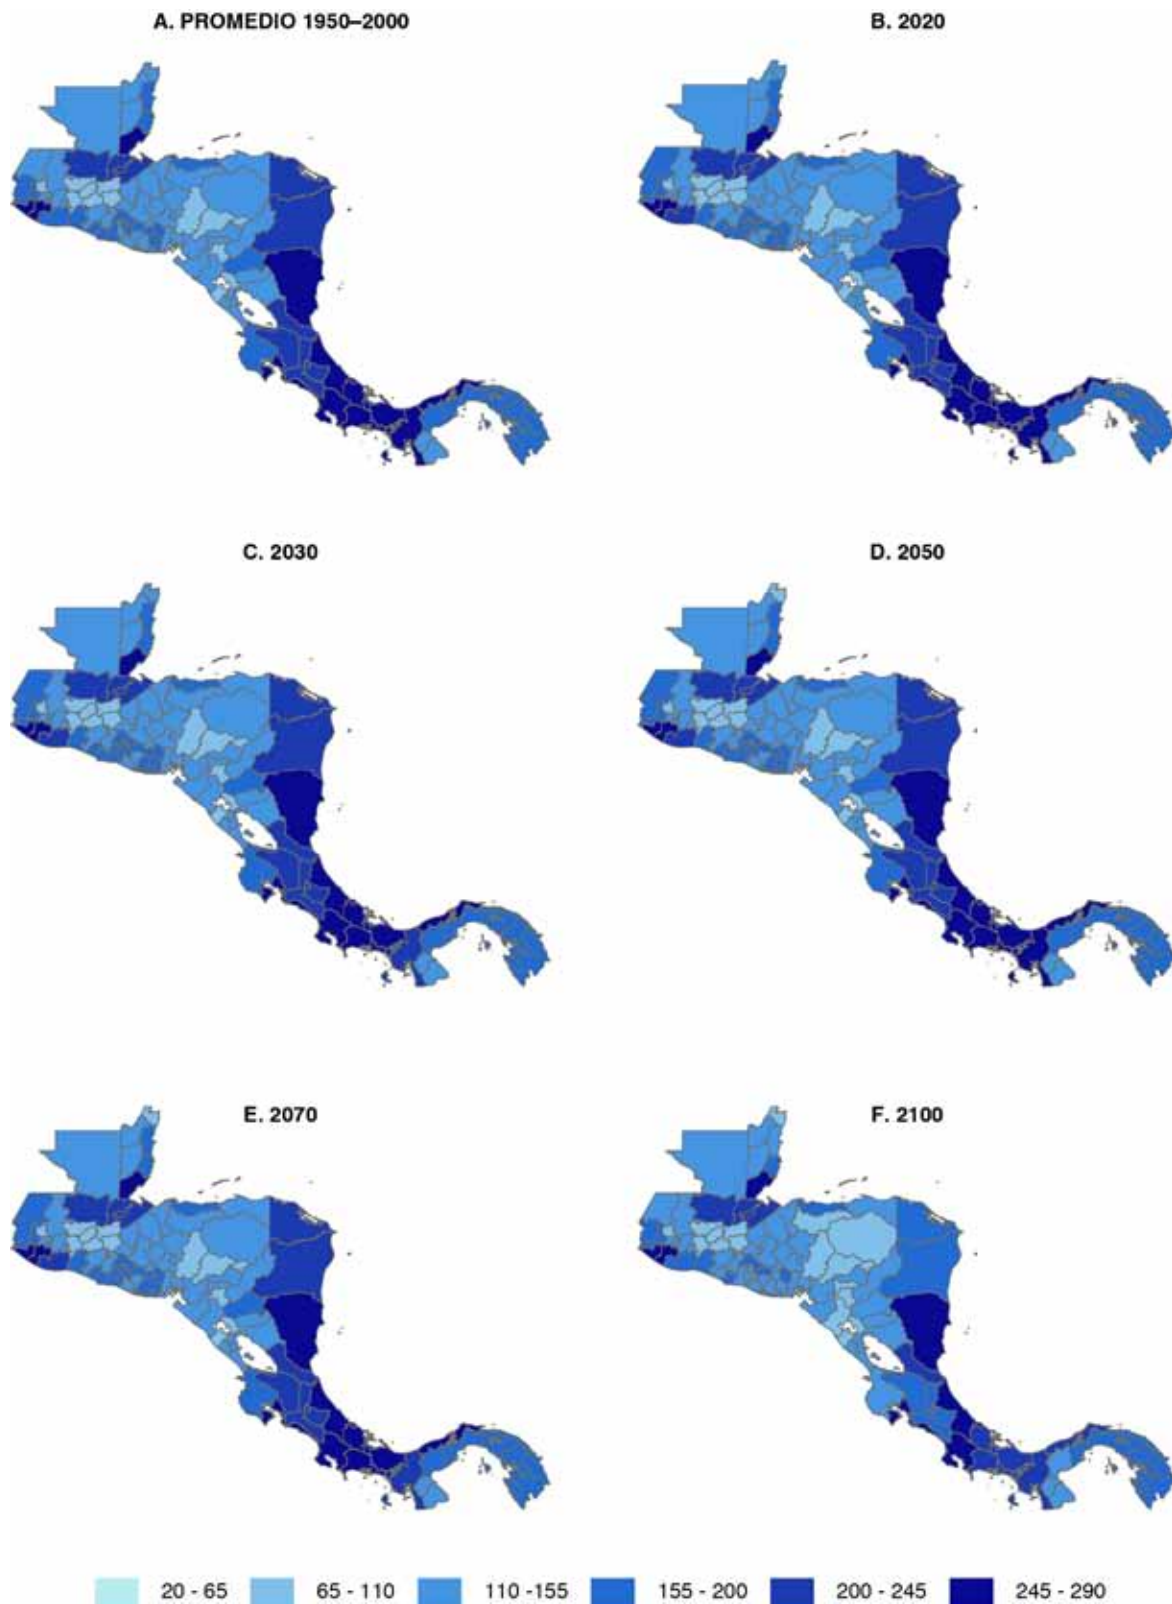 A. PROMEDIO 1950–2000
B. 2020
C. 2030
D. 2050
E. 2070
F. 2100
20 - 65
65 - 110
110 -155
155 - 200
200 - 245
245 - 290